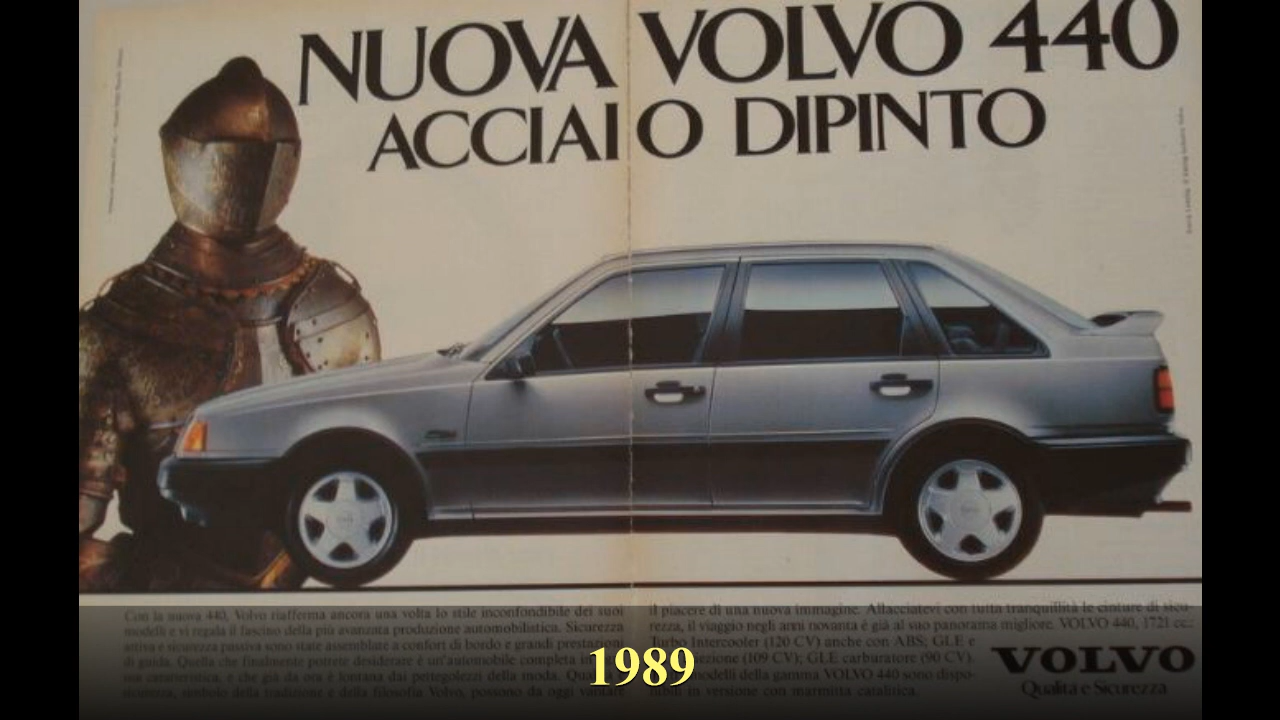 NUOVA VOLVO 440
ACCIAIO DIPINTO
Con la nuova 440, Volvo riafferma ancora una volta lo stile inconfondibile dei suoi
modelli e vi regala il fascino della più avanzata produzione automobilistica. Sicurezza
attiva e sicurezza passiva sono state assemblate a confort di bordo e grandi prestazioni
di guida. Quella che finalmente potrete desiderare è un'automobile completa in
sua caratteristica, e che già da ora è lontana dai pettegolezzi della moda.
sicurezza, simbolo della tradizione e della filosofia Volvo, possono da oggi vantare
il piacere di una nuova immagine. Allacciatevi con tutta tranquillità le cinture di sicu-
rezza, il viaggio negli anni novanta è già al suo panorama migliore. VOLVO 440, 1721 cc.:
Turbo Intercooler (120 CV) anche con ABS; GLE e
iezione (109 CV); GLE carburatore (90 CV).
modelli della gamma VOLVO 440 sono dispo-
nibili in versione con marmitta catalitica.
VOLVO
Qualità e Sicurezza
1989